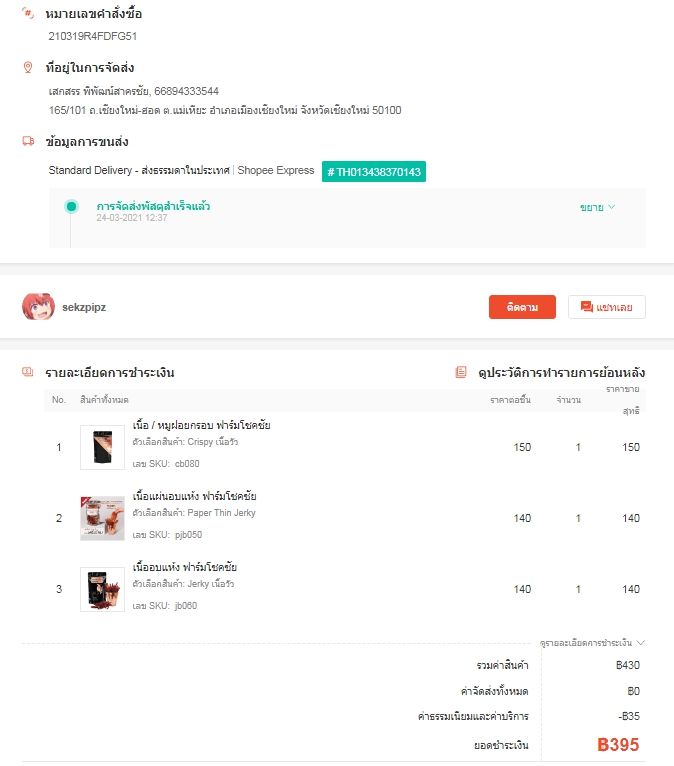 หมายเลขคำสั่งซื้อ
210319R4FDFG51
ที่อยู่ในการจัดส่ง
เสกสรร พิพัฒน์สาครชัย, 66894333544
165/101 ถ.เชียงใหม่-ฮอด ต.แม่เหียะ อำเภอเมืองเชียงใหม่ จังหวัดเชียงใหม่ 50100
ข้อมูลการขนส่ง
Standard Delivery - ส่งธรรมดาในประเทศ | Shopee Express # TH013438370143
การจัดส่งพัสดุสำเร็จแล้ว ขยาย
24-03-2021 12:37
sekzpipz ติดตาม แชทเลย
รายละเอียดการชำระเงิน ดูประวัติการทำรายการย้อนหลัง
No. สินค้าทั้งหมด ราคาต่อชิ้น จำนวน ราคาขายสุทธิ
เนื้อ / หมูฝอยกรอบ ฟาร์มโชคชัย
ตัวเลือกสินค้า: Crispy เนื้อวัว
1 150 1 150
เลข SKU: cb080
เนื้อแผ่นอบแห้ง ฟาร์มโชคชัย
ตัวเลือกสินค้า: Paper Thin Jerky
2 140 1 140
เลข SKU: pjb050
เนื้ออบแห้ง ฟาร์มโชคชัย
ตัวเลือกสินค้า: Jerky เนื้อวัว
3 140 1 140
เลข SKU: jb060
ดูรายละเอียดการชำระเงิน
รวมค่าสินค้า ฿430
ค่าจัดส่งทั้งหมด ฿0
ค่าธรรมเนียมและค่าบริการ -฿35
ยอดชำระเงิน ฿395